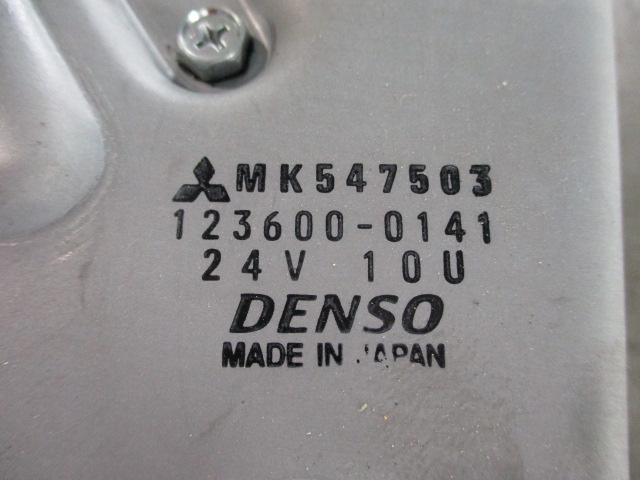 MK547503
123600-0141
24V 10U
DENSO
MADE IN JAPAN